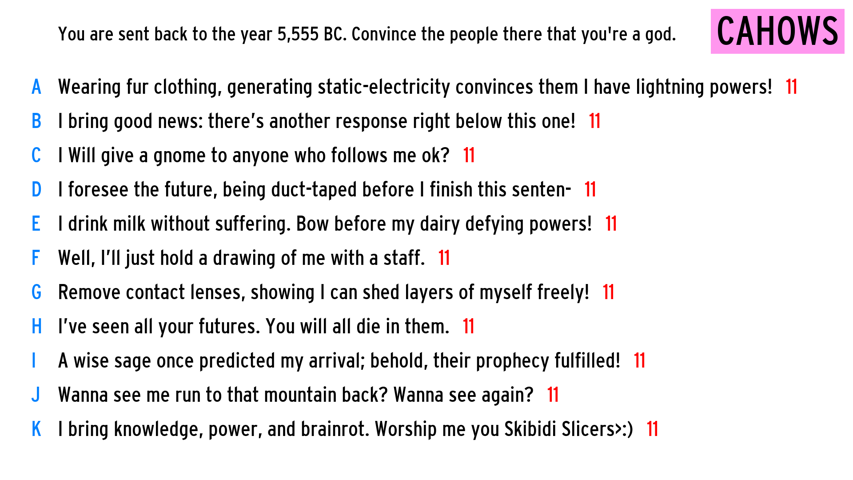 You are sent back to the year 5,555 BC. Convince the people there that you're a god.
CAHOWS
A Wearing fur clothing, generating static-electricity convinces them I have lightning powers! 11
B I bring good news: there’s another response right below this one! 11
C I Will give a gnome to anyone who follows me ok? 11
D I foresee the future, being duct-taped before I finish this senten- 11
E I drink milk without suffering. Bow before my dairy defying powers! 11
F Well, I’ll just hold a drawing of me with a staff. 11
G Remove contact lenses, showing I can shed layers of myself freely! 11
H I’ve seen all your futures. You will all die in them. 11
I A wise sage once predicted my arrival; behold, their prophecy fulfilled! 11
J Wanna see me run to that mountain back? Wanna see again? 11
K I bring knowledge, power, and brainrot. Worship me you Skibidi Slicers>:) 11